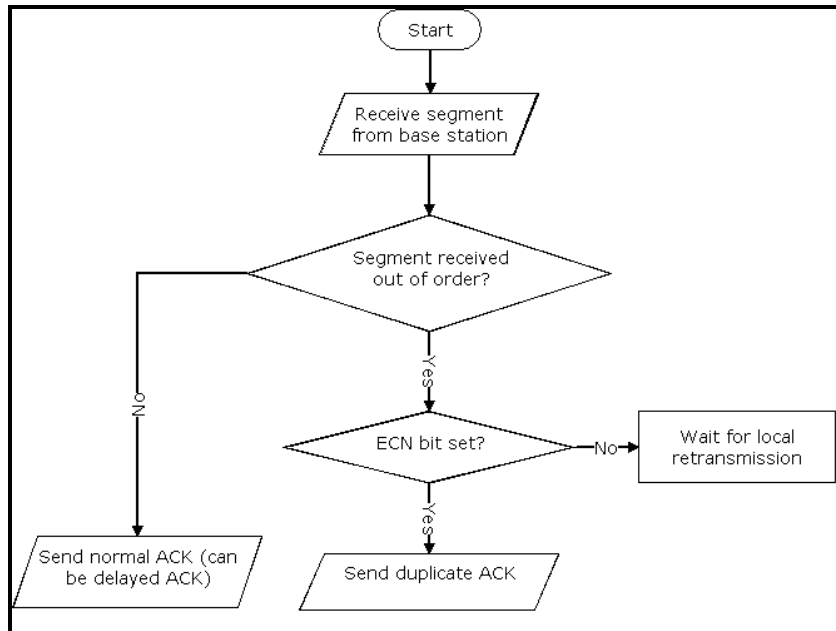 Start
Receive segment
from base station
Segment received
out of order?
No
Yes
ECN bit set?
No
Wait for local
retransmission
Yes
Send normal ACK (can
be delayed ACK)
Send duplicate ACK